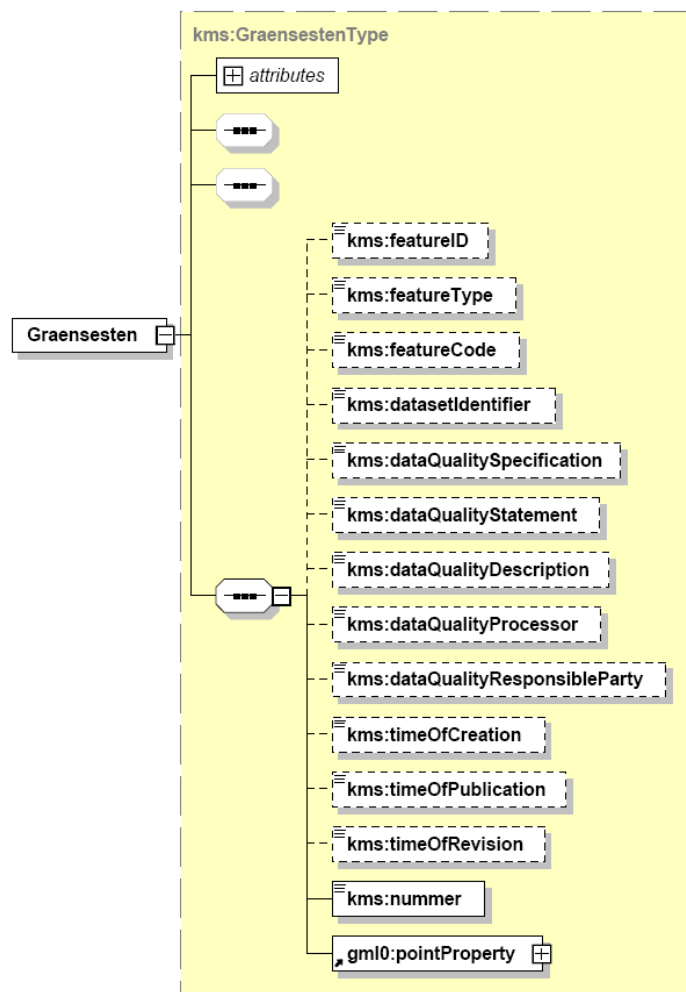 kms:GraensestenType
attributes
kms:featureID
kms:featureType
Graensesten
kms:featureCode
kms:datasetIdentifier
kms:dataQualitySpecification
kms:dataQualityStatement
kms:dataQualityDescription
kms:dataQualityProcessor
kms:dataQualityResponsibleParty
kms:timeOfCreation
kms:timeOfPublication
kms:timeOfRevision
kms:nummer
gml0:pointProperty